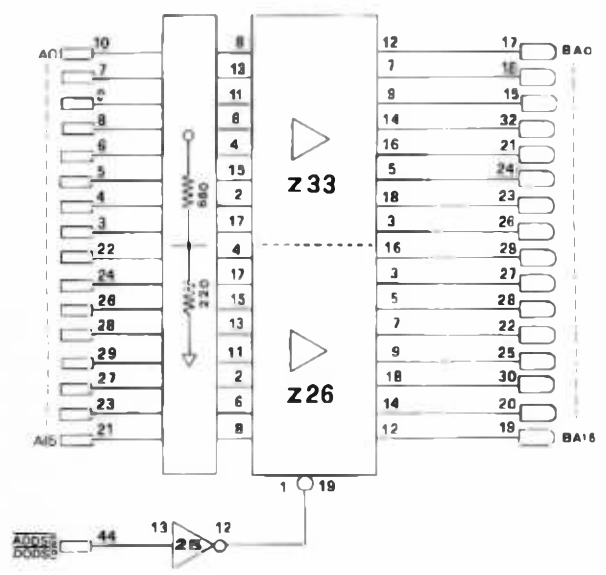 10 8 12 17 BA0
7 13 7 18
11 9 19
8 6 14 32
6 4 16 21
5 15 5 24
4 2 18 23
3 17 3 26
22 4 16 29
24 17 3 27
26 15 5 28
28 13 7 22
29 11 9 25
27 2 18 30
23 6 14 20
AI5 21 8 12 19 BA15
680
220
Z33
Z26
1 19
44 13 25 12